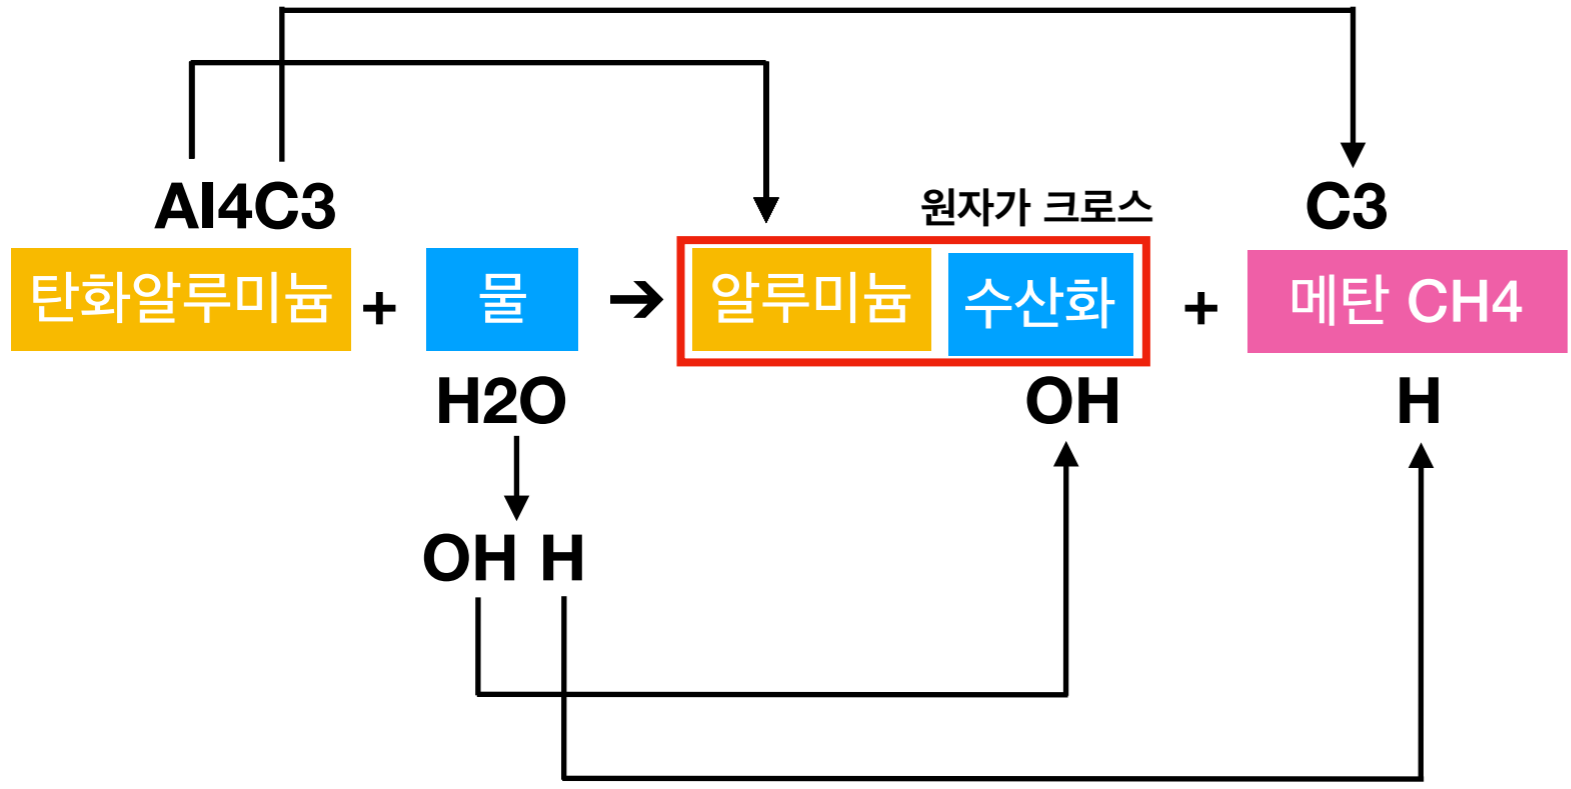 Al4C3
원자가 크로스
C3
탄화알루미늄 + 물 → 알루미늄 수산화 + 메탄 CH4
H2O
OH
H
OH H